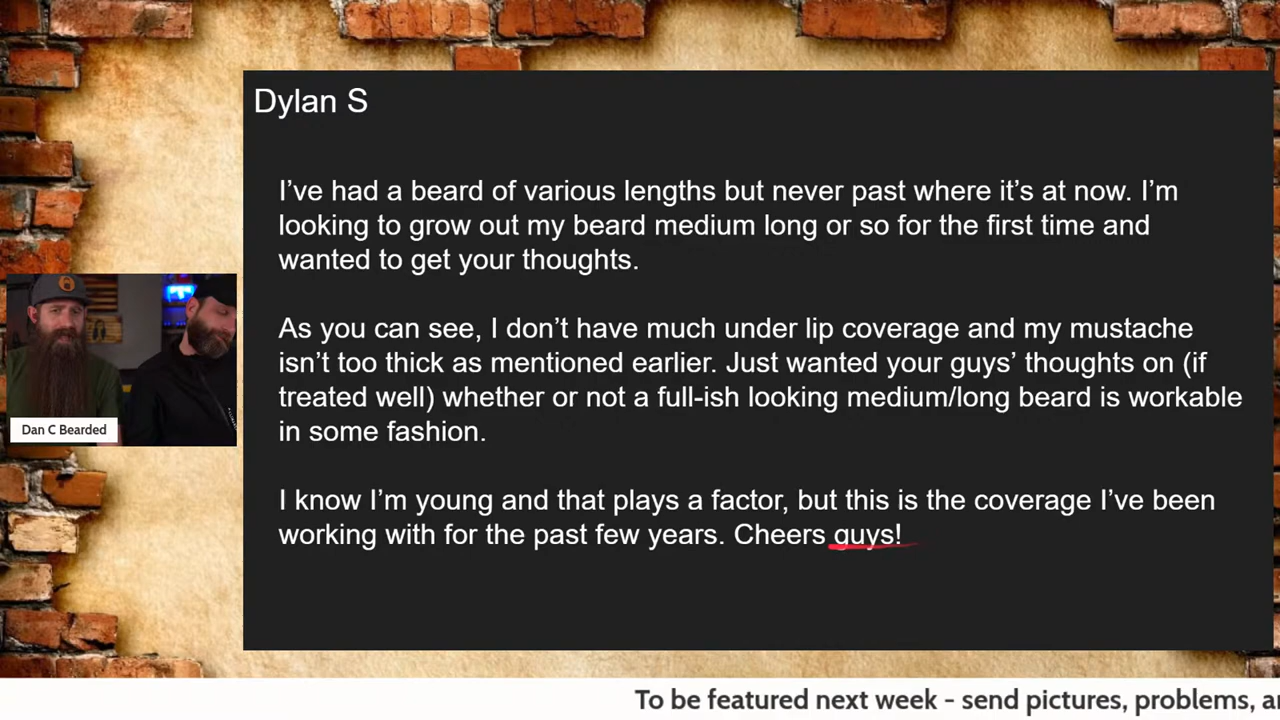 Dylan S
I’ve had a beard of various lengths but never past where it’s at now. I’m
looking to grow out my beard medium long or so for the first time and
wanted to get your thoughts.
As you can see, I don’t have much under lip coverage and my mustache
isn’t too thick as mentioned earlier. Just wanted your guys’ thoughts on (if
treated well) whether or not a full-ish looking medium/long beard is workable
in some fashion.
I know I’m young and that plays a factor, but this is the coverage I’ve been
working with for the past few years. Cheers guys!
Dan C Bearded
To be featured next week - send pictures, problems,